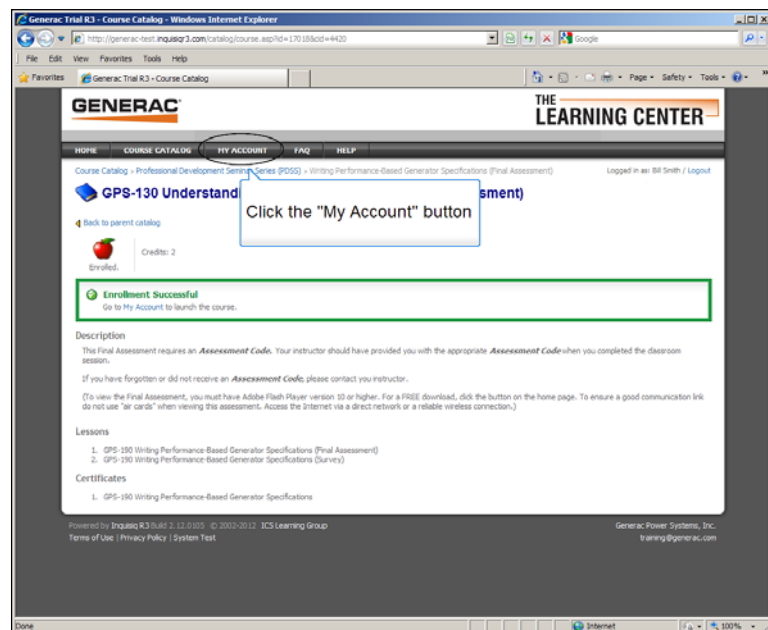 Generac Trial R3 - Course Catalog - Windows Internet Explorer
http://generac-test.inquisiqr3.com/catalog/course.asp?id=17018&cid=4420
Google
File Edit View Favorites Tools Help
Favorites
Generac Trial R3 - Course Catalog
Page
Safety
Tools
GENERAC
THE
LEARNING CENTER
HOME COURSE CATALOG MY ACCOUNT FAQ HELP
Course Catalog › Professional Development Seminar Series (PDSS) › Writing Performance-Based Generator Specifications (Final Assessment)
Logged in as: Bill Smith / Logout
GPS-130 Understandi
sment)
Click the "My Account" button
Back to parent catalog
Credits: 2
Enrolled.
Enrollment Successful
Go to My Account to launch the course.
Description
This Final Assessment requires an Assessment Code. Your instructor should have provided you with the appropriate Assessment Code when you completed the classroom
session.
If you have forgotten or did not receive an Assessment Code, please contact you instructor.
(To view the Final Assessment, you must have Adobe Flash Player version 10 or higher. For a FREE download, click the button on the home page. To ensure a good communication link
do not use "air cards" when viewing this assessment. Access the Internet via a direct network or a reliable wireless connection.)
Lessons
1. GPS-190 Writing Performance-Based Generator Specifications (Final Assessment)
2. GPS-190 Writing Performance-Based Generator Specifications (Survey)
Certificates
1. GPS-190 Writing Performance-Based Generator Specifications
Powered by Inquisiq R3 Build 2.12.0105 © 2002-2012 ICS Learning Group
Generac Power Systems, Inc.
Terms of Use | Privacy Policy | System Test
training@generac.com
Done
Internet
100%